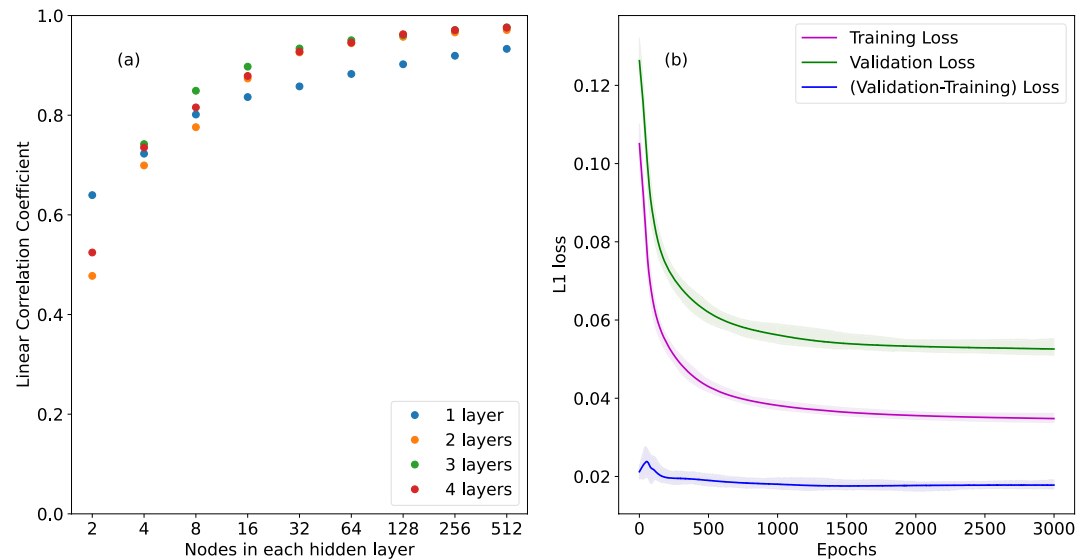 (a)
Linear Correlation Coefficient
1.0
0.8
0.6
0.4
0.2
0.0
2 4 8 16 32 64 128 256 512
Nodes in each hidden layer
1 layer
2 layers
3 layers
4 layers
(b)
L1 loss
0.12
0.10
0.08
0.06
0.04
0.02
0 500 1000 1500 2000 2500 3000
Epochs
Training Loss
Validation Loss
(Validation-Training) Loss